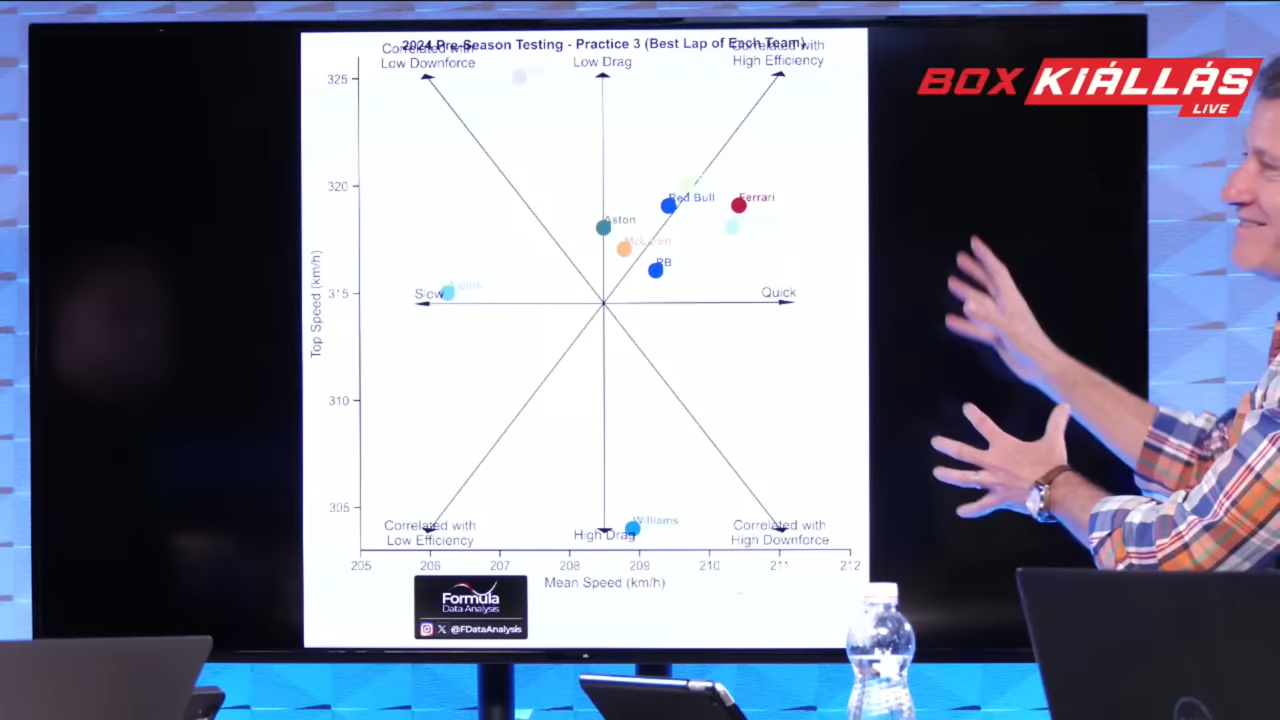 2024 Pre-Season Testing - Practice 3 (Best Lap of Each Team)
Correlated with
Low Downforce
Low Drag
Correlated with
High Efficiency
BOX KIÁLLÁS
LIVE
325
320
Red Bull
Ferrari
Aston
McLaren
RB
315
Slow
Quick
Alpine
Top Speed (km/h)
310
305
Williams
Correlated with
Low Efficiency
High Drag
Correlated with
High Downforce
205 206 207 208 209 210 211 212
Mean Speed (km/h)
Formula
Data Analysis
X @FDataAnalysis